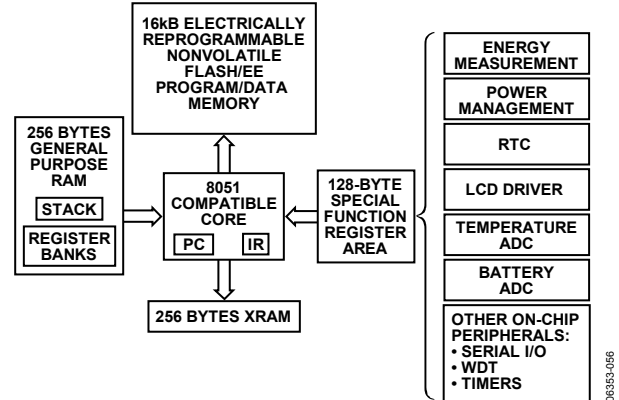 16kB ELECTRICALLY
REPROGRAMMABLE
NONVOLATILE
FLASH/EE
PROGRAM/DATA
MEMORY
256 BYTES
GENERAL
PURPOSE
RAM
STACK
REGISTER
BANKS
8051
COMPATIBLE
CORE
PC
IR
128-BYTE
SPECIAL
FUNCTION
REGISTER
AREA
256 BYTES XRAM
ENERGY
MEASUREMENT
POWER
MANAGEMENT
RTC
LCD DRIVER
TEMPERATURE
ADC
BATTERY
ADC
OTHER ON-CHIP
PERIPHERALS:
• SERIAL I/O
• WDT
• TIMERS
06353-056